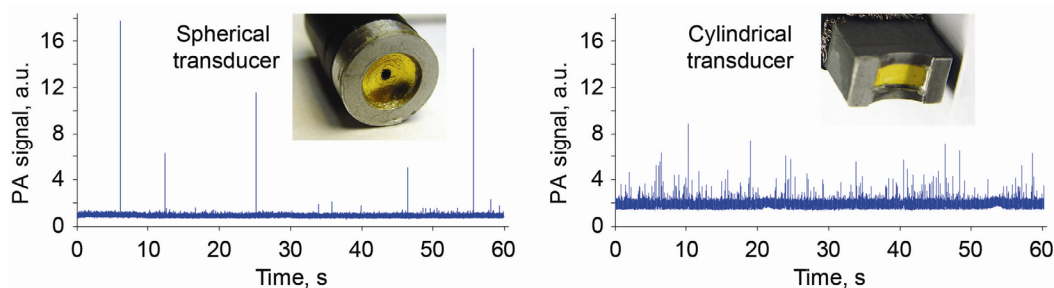 PA signal, a.u.
16
12
8
4
0
Spherical
transducer
0 10 20 30 40 50 60
Time, s
PA signal, a.u.
16
12
8
4
0
Cylindrical
transducer
0 10 20 30 40 50 60
Time, s